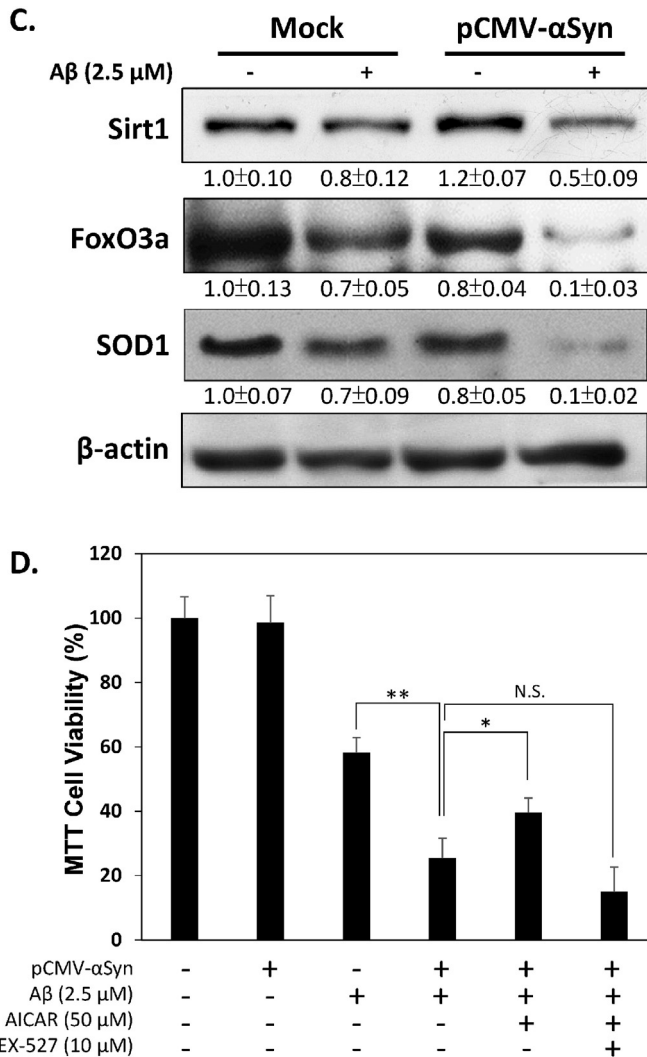 C.
Mock pCMV-αSyn
Aβ (2.5 μM) - + - +
Sirt1
1.0±0.10 0.8±0.12 1.2±0.07 0.5±0.09
FoxO3a
1.0±0.13 0.7±0.05 0.8±0.04 0.1±0.03
SOD1
1.0±0.07 0.7±0.09 0.8±0.05 0.1±0.02
β-actin
D.
MTT Cell Viability (%)
120
100
80
60
40
20
0
** * N.S.
pCMV-αSyn - + - + + +
Aβ (2.5 μM) - - + + + +
AICAR (50 μM) - - - - + +
EX-527 (10 μM) - - - - - +